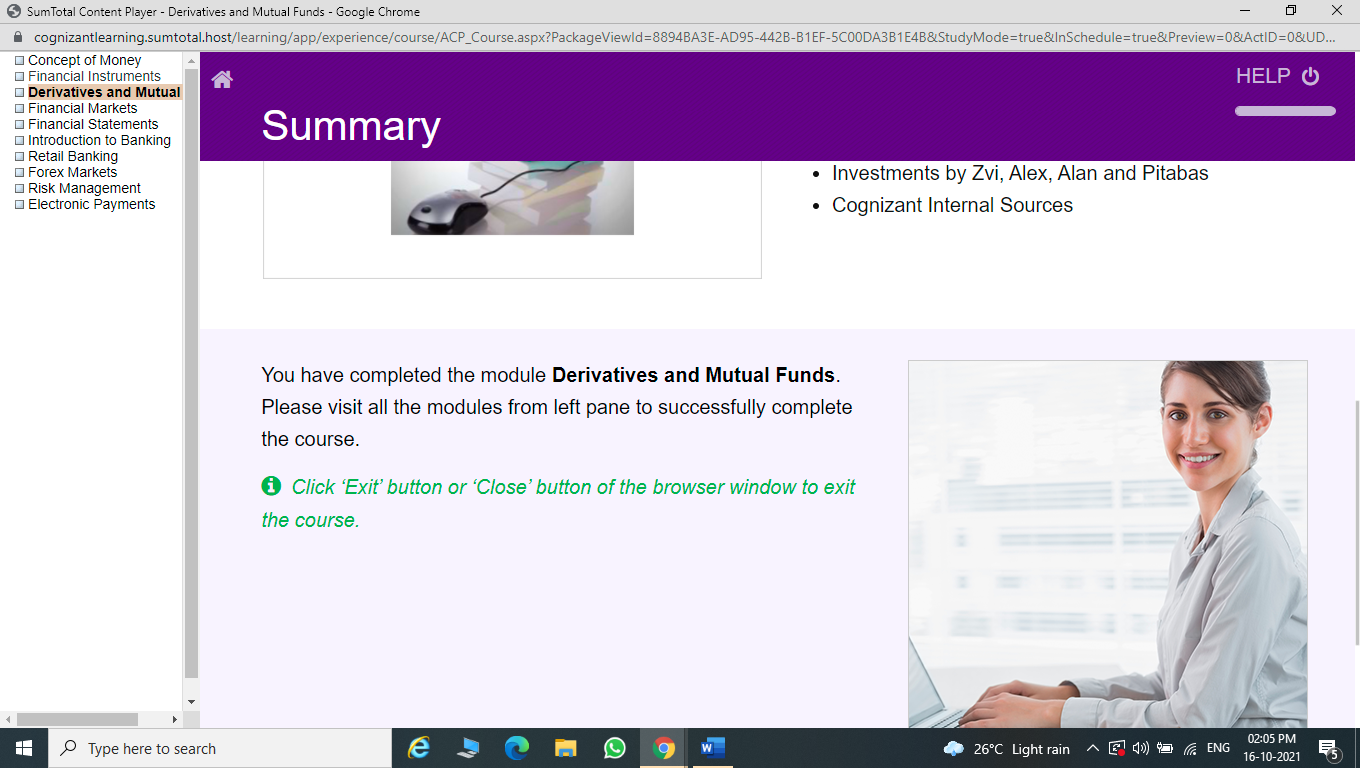 SumTotal Content Player - Derivatives and Mutual Funds - Google Chrome
cognizantlearning.sumtotal.host/learning/app/experience/course/ACP_Course.aspx?PackageViewId=8894BA3E-AD95-442B-B1EF-5C00DA3B1E4B&StudyMode=true&InSchedule=true&Preview=0&ActID=0&UD...
Concept of Money
Financial Instruments
Derivatives and Mutual
Financial Markets
Financial Statements
Introduction to Banking
Retail Banking
Forex Markets
Risk Management
Electronic Payments
HELP
Summary
• Investments by Zvi, Alex, Alan and Pitabas
• Cognizant Internal Sources
You have completed the module Derivatives and Mutual Funds.
Please visit all the modules from left pane to successfully complete
the course.
Click ‘Exit’ button or ‘Close’ button of the browser window to exit
the course.
Type here to search
26°C Light rain
ENG
02:05 PM
16-10-2021
5